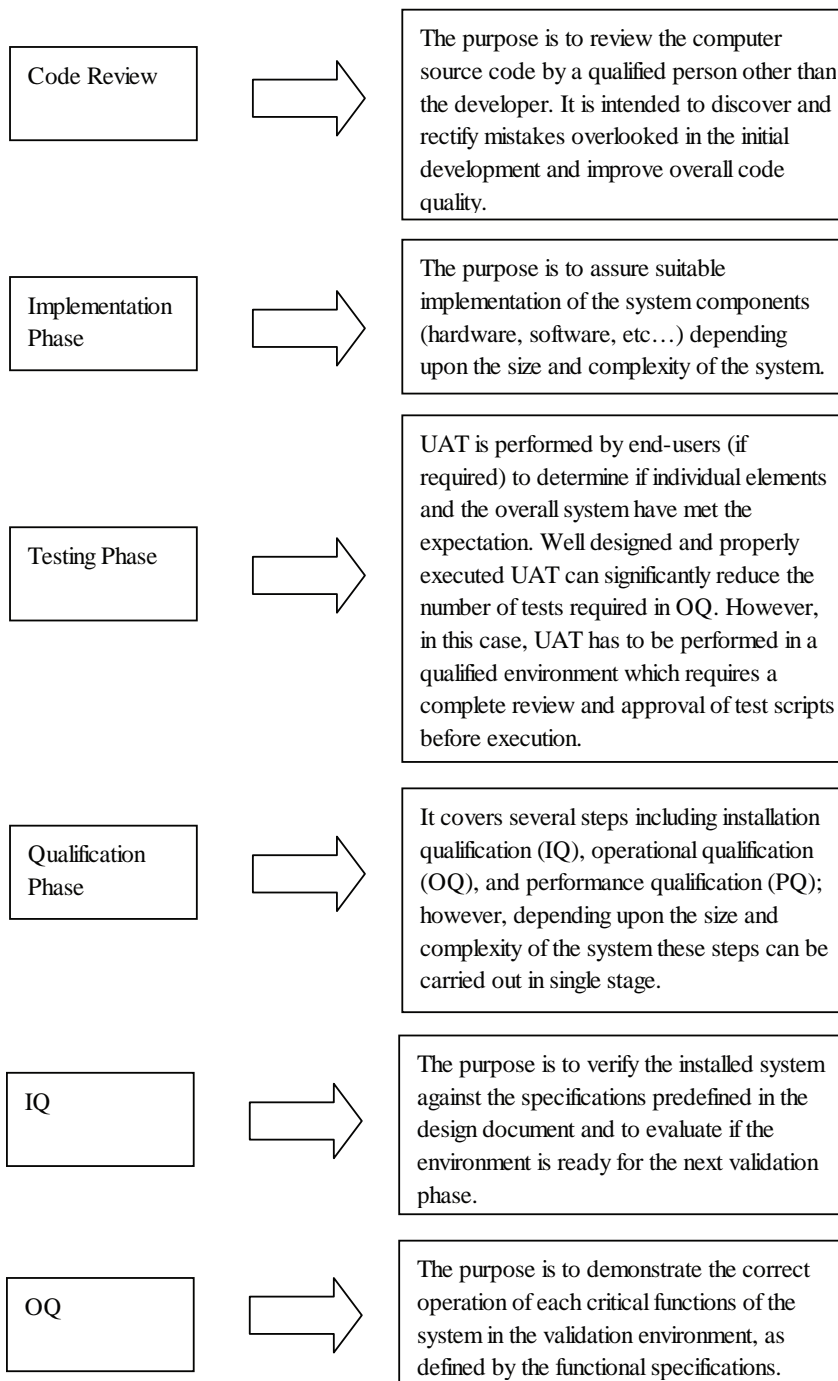 Code Review
The purpose is to review the computer
source code by a qualified person other than
the developer. It is intended to discover and
rectify mistakes overlooked in the initial
development and improve overall code
quality.
Implementation
Phase
The purpose is to assure suitable
implementation of the system components
(hardware, software, etc…) depending
upon the size and complexity of the system.
Testing Phase
UAT is performed by end-users (if
required) to determine if individual elements
and the overall system have met the
expectation. Well designed and properly
executed UAT can significantly reduce the
number of tests required in OQ. However,
in this case, UAT has to be performed in a
qualified environment which requires a
complete review and approval of test scripts
before execution.
Qualification
Phase
It covers several steps including installation
qualification (IQ), operational qualification
(OQ), and performance qualification (PQ);
however, depending upon the size and
complexity of the system these steps can be
carried out in single stage.
IQ
The purpose is to verify the installed system
against the specifications predefined in the
design document and to evaluate if the
environment is ready for the next validation
phase.
OQ
The purpose is to demonstrate the correct
operation of each critical functions of the
system in the validation environment, as
defined by the functional specifications.